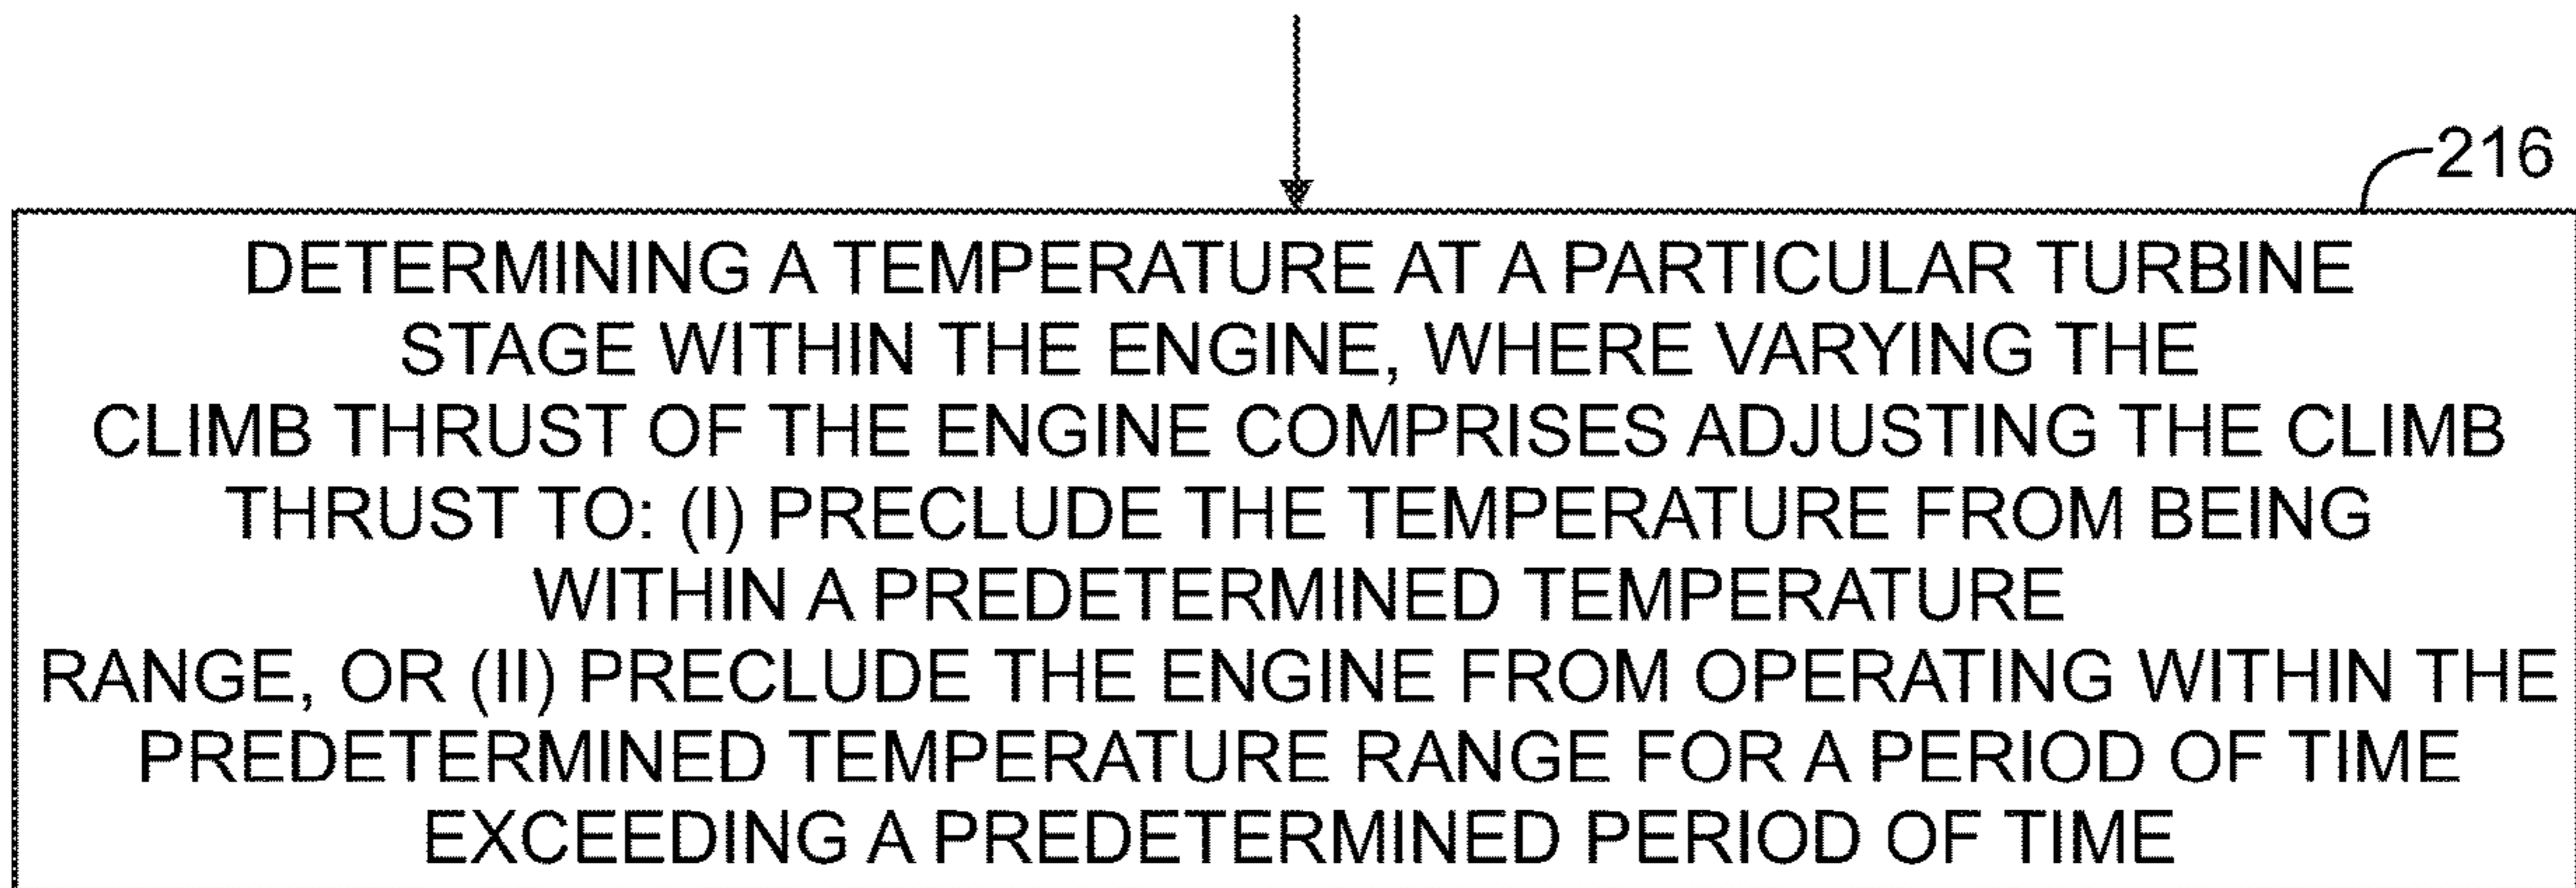 216
DETERMINING A TEMPERATURE AT A PARTICULAR TURBINE
STAGE WITHIN THE ENGINE, WHERE VARYING THE
CLIMB THRUST OF THE ENGINE COMPRISES ADJUSTING THE CLIMB
THRUST TO: (I) PRECLUDE THE TEMPERATURE FROM BEING
WITHIN A PREDETERMINED TEMPERATURE
RANGE, OR (II) PRECLUDE THE ENGINE FROM OPERATING WITHIN THE
PREDETERMINED TEMPERATURE RANGE FOR A PERIOD OF TIME
EXCEEDING A PREDETERMINED PERIOD OF TIME